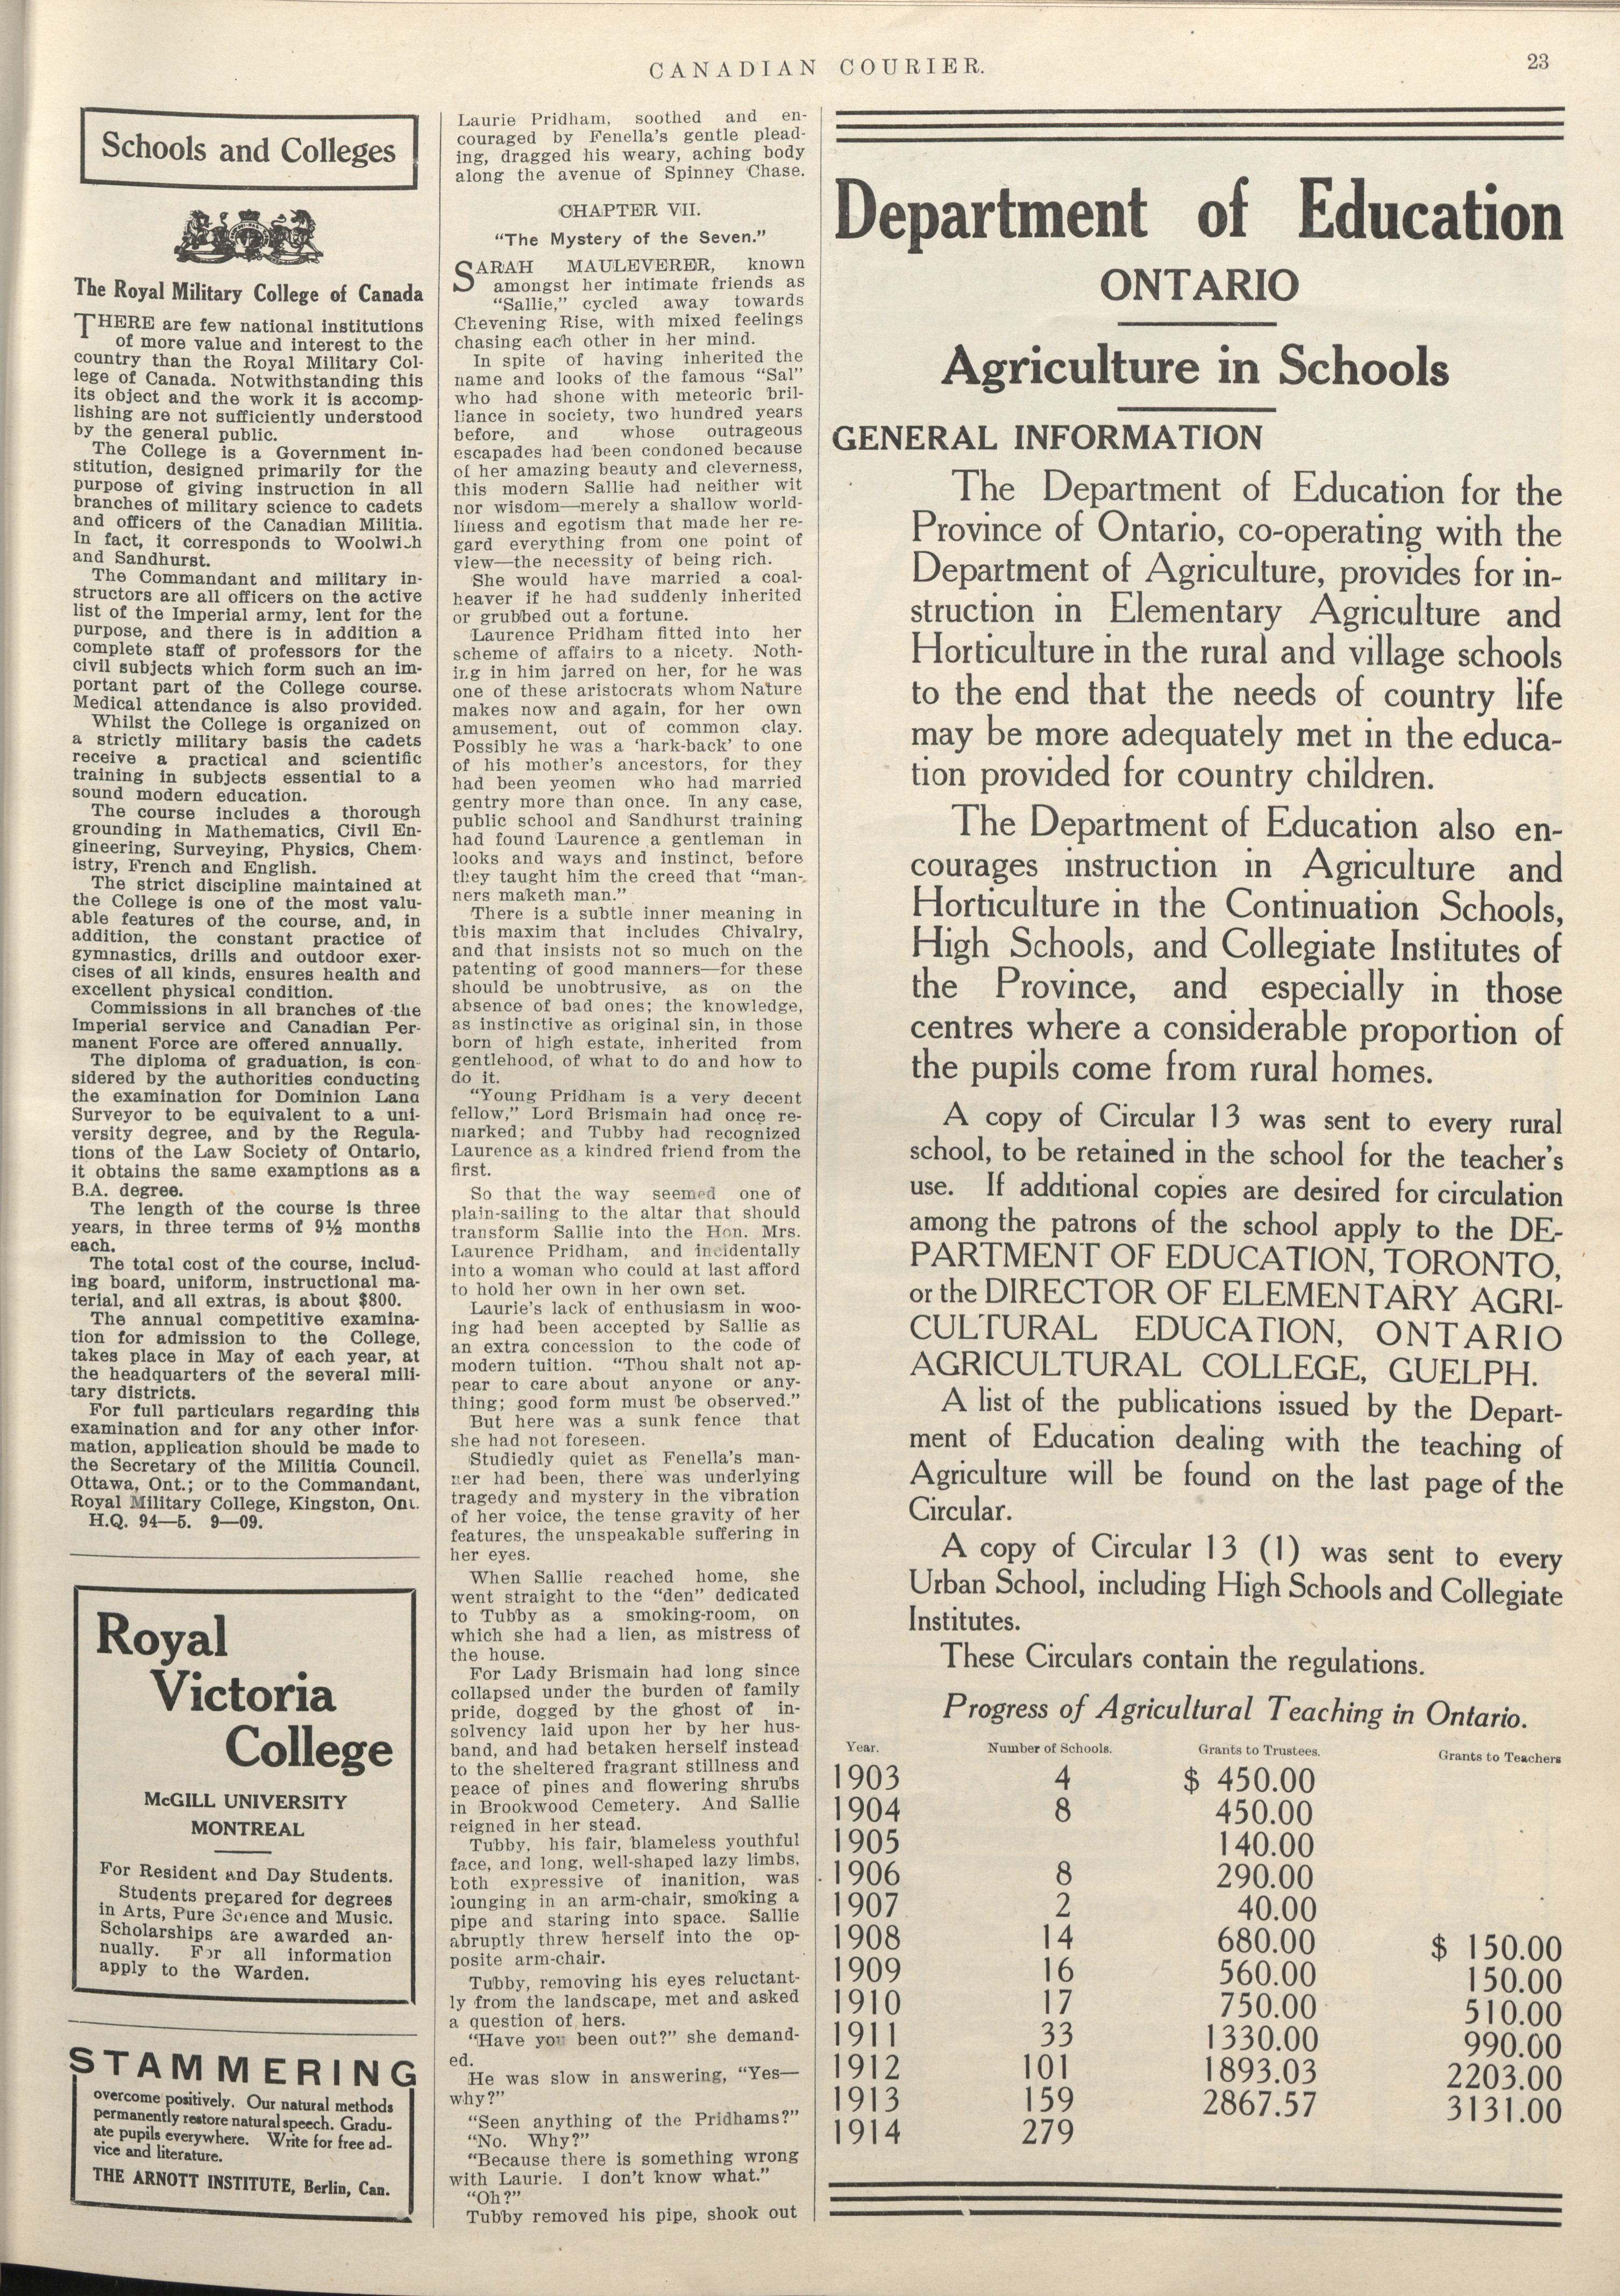 CANADIAN COURIER.
23
Schools and Colleges
The Royal Military College of Canada
THERE are few national institutions
of more value and interest to the
country than the Royal Military Col-
lege of Canada. Notwithstanding this
its object and the work it is accomp-
lishing are not sufficiently understood
by the general public.
The College is a Government in-
stitution, designed primarily for the
purpose of giving instruction in all
branches of military science to cadets
and officers of the Canadian Militia.
In fact, it corresponds to Woolwich
and Sandhurst.
The Commandant and military in-
structors are all officers on the active
list of the Imperial army, lent for the
purpose, and there is in addition a
complete staff of professors for the
civil subjects which form such an im-
portant part of the College course.
Medical attendance is also provided.
Whilst the College is organized on
a strictly military basis the cadets
receive a practical and scientific
training in subjects essential to a
sound modern education.
The course includes a thorough
grounding in Mathematics, Civil En-
gineering, Surveying, Physics, Chem-
istry, French and English.
The strict discipline maintained at
the College is one of the most valu-
able features of the course, and, in
addition, the constant practice of
gymnastics, drills and outdoor exer-
cises of all kinds, ensures health and
excellent physical condition.
Commissions in all branches of the
Imperial service and Canadian Per-
manent Force are offered annually.
The diploma of graduation, is con-
sidered by the authorities conducting
the examination for Dominion Land
Surveyor to be equivalent to a uni-
versity degree, and by the Regula-
tions of the Law Society of Ontario,
it obtains the same examptions as a
B.A. degree.
The length of the course is three
years, in three terms of 9½ months
each.
The total cost of the course, includ-
ing board, uniform, instructional ma-
terial, and all extras, is about $800.
The annual competitive examina-
tion for admission to the College,
takes place in May of each year, at
the headquarters of the several mili-
tary districts.
For full particulars regarding this
examination and for any other infor-
mation, application should be made to
the Secretary of the Militia Council.
Ottawa, Ont.; or to the Commandant,
Royal Military College, Kingston, Ont.
H.Q. 94—5. 9—09.
Royal
Victoria
College
McGILL UNIVERSITY
MONTREAL
For Resident and Day Students.
Students prepared for degrees
in Arts, Pure Science and Music.
Scholarships are awarded an-
nually. For all information
apply to the Warden.
STAMMERING
overcome positively. Our natural methods
permanently restore natural speech. Gradu-
ate pupils everywhere. Write for free ad-
vice and literature.
THE ARNOTT INSTITUTE, Berlin, Can.
Laurie Pridham, soothed and en-
couraged by Fenella's gentle plead-
ing, dragged his weary, aching body
along the avenue of Spinney Chase.
CHAPTER VII.
"The Mystery of the Seven."
SARAH MAULEVERER, known
amongst her intimate friends as
"Sallie," cycled away towards
Chevening Rise, with mixed feelings
chasing each other in her mind.
In spite of having inherited the
name and looks of the famous "Sal"
who had shone with meteoric bril-
liance in society, two hundred years
before, and whose outrageous
escapades had been condoned because
of her amazing beauty and cleverness,
this modern Sallie had neither wit
nor wisdom—merely a shallow world-
liness and egotism that made her re-
gard everything from one point of
view—the necessity of being rich.
She would have married a coal-
heaver if he had suddenly inherited
or grubbed out a fortune.
Laurence Pridham fitted into her
scheme of affairs to a nicety. Noth-
ing in him jarred on her, for he was
one of these aristocrats whom Nature
makes now and again, for her own
amusement, out of common clay.
Possibly he was a 'hark-back' to one
of his mother's ancestors, for they
had been yeomen who had married
gentry more than once. In any case,
public school and Sandhurst training
had found Laurence a gentleman in
looks and ways and instinct, before
they taught him the creed that "man-
ners maketh man."
There is a subtle inner meaning in
this maxim that includes Chivalry,
and that insists not so much on the
patenting of good manners—for these
should be unobtrusive, as on the
absence of bad ones; the knowledge,
as instinctive as original sin, in those
born of high estate, inherited from
gentlehood, of what to do and how to
do it.
"Young Pridham is a very decent
fellow," Lord Brismain had once re-
marked; and Tubby had recognized
Laurence as a kindred friend from the
first.
So that the way seemed one of
plain-sailing to the altar that should
transform Sallie into the Hon. Mrs.
Laurence Pridham, and incidentally
into a woman who could at last afford
to hold her own in her own set.
Laurie's lack of enthusiasm in woo-
ing had been accepted by Sallie as
an extra concession to the code of
modern tuition. "Thou shalt not ap-
pear to care about anyone or any-
thing; good form must be observed."
But here was a sunk fence that
she had not foreseen.
Studiedly quiet as Fenella's man-
ner had been, there was underlying
tragedy and mystery in the vibration
of her voice, the tense gravity of her
features, the unspeakable suffering in
her eyes.
When Sallie reached home, she
went straight to the "den" dedicated
to Tubby as a smoking-room, on
which she had a lien, as mistress of
the house.
For Lady Brismain had long since
collapsed under the burden of family
pride, dogged by the ghost of in-
solvency laid upon her by her hus-
band, and had betaken herself instead
to the sheltered fragrant stillness and
peace of pines and flowering shrubs
in Brookwood Cemetery. And Sallie
reigned in her stead.
Tubby, his fair, blameless youthful
face, and long, well-shaped lazy limbs,
both expressive of inanition, was
lounging in an arm-chair, smoking a
pipe and staring into space. Sallie
abruptly threw herself into the op-
posite arm-chair.
Tubby, removing his eyes reluctant-
ly from the landscape, met and asked
a question of hers.
"Have you been out?" she demand-
ed.
He was slow in answering, "Yes—
why?"
"Seen anything of the Pridhams?"
"No. Why?"
"Because there is something wrong
with Laurie. I don't know what."
"Oh?"
Tubby removed his pipe, shook out
Department of Education
ONTARIO
Agriculture in Schools
GENERAL INFORMATION
The Department of Education for the
Province of Ontario, co-operating with the
Department of Agriculture, provides for in-
struction in Elementary Agriculture and
Horticulture in the rural and village schools
to the end that the needs of country life
may be more adequately met in the educa-
tion provided for country children.
The Department of Education also en-
courages instruction in Agriculture and
Horticulture in the Continuation Schools,
High Schools, and Collegiate Institutes of
the Province, and especially in those
centres where a considerable proportion of
the pupils come from rural homes.
A copy of Circular 13 was sent to every rural
school, to be retained in the school for the teacher's
use. If additional copies are desired for circulation
among the patrons of the school apply to the DE-
PARTMENT OF EDUCATION, TORONTO,
or the DIRECTOR OF ELEMENTARY AGRI-
CULTURAL EDUCATION, ONTARIO
AGRICULTURAL COLLEGE, GUELPH.
A list of the publications issued by the Depart-
ment of Education dealing with the teaching of
Agriculture will be found on the last page of the
Circular.
A copy of Circular 13 (1) was sent to every
Urban School, including High Schools and Collegiate
Institutes.
These Circulars contain the regulations.
Progress of Agricultural Teaching in Ontario.
Year. Number of Schools. Grants to Trustees. Grants to Teachers
1903 4 $ 450.00
1904 8 450.00
1905 140.00
1906 8 290.00
1907 2 40.00
1908 14 680.00 $ 150.00
1909 16 560.00 150.00
1910 17 750.00 510.00
1911 33 1330.00 990.00
1912 101 1893.03 2203.00
1913 159 2867.57 3131.00
1914 279